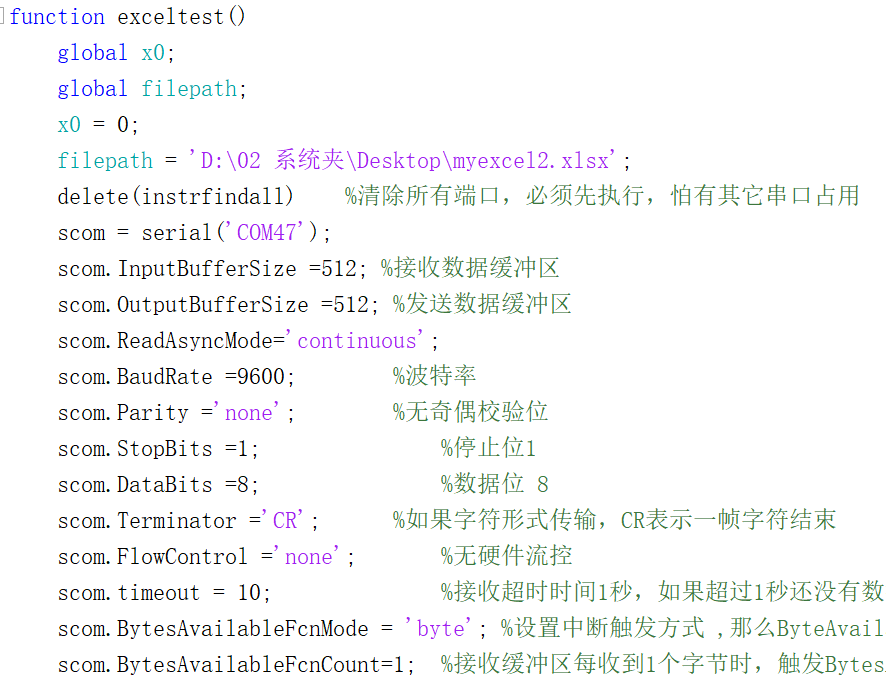 function exceltest()
global x0;
global filepath;
x0 = 0;
filepath = 'D:\02 系统夹\Desktop\myexcel2.xlsx';
delete(instrfindall) %清除所有端口，必须先执行，怕有其它串口占用
scom = serial('COM47');
scom.InputBufferSize =512; %接收数据缓冲区
scom.OutputBufferSize =512; %发送数据缓冲区
scom.ReadAsyncMode='continuous';
scom.BaudRate =9600; %波特率
scom.Parity ='none'; %无奇偶校验位
scom.StopBits =1; %停止位1
scom.DataBits =8; %数据位 8
scom.Terminator ='CR'; %如果字符形式传输，CR表示一帧字符结束
scom.FlowControl ='none'; %无硬件流控
scom.timeout = 10; %接收超时时间1秒，如果超过1秒还没有数
scom.BytesAvailableFcnMode = 'byte'; %设置中断触发方式 ,那么ByteAvail
scom.BytesAvailableFcnCount=1; %接收缓冲区每收到1个字节时，触发Bytes